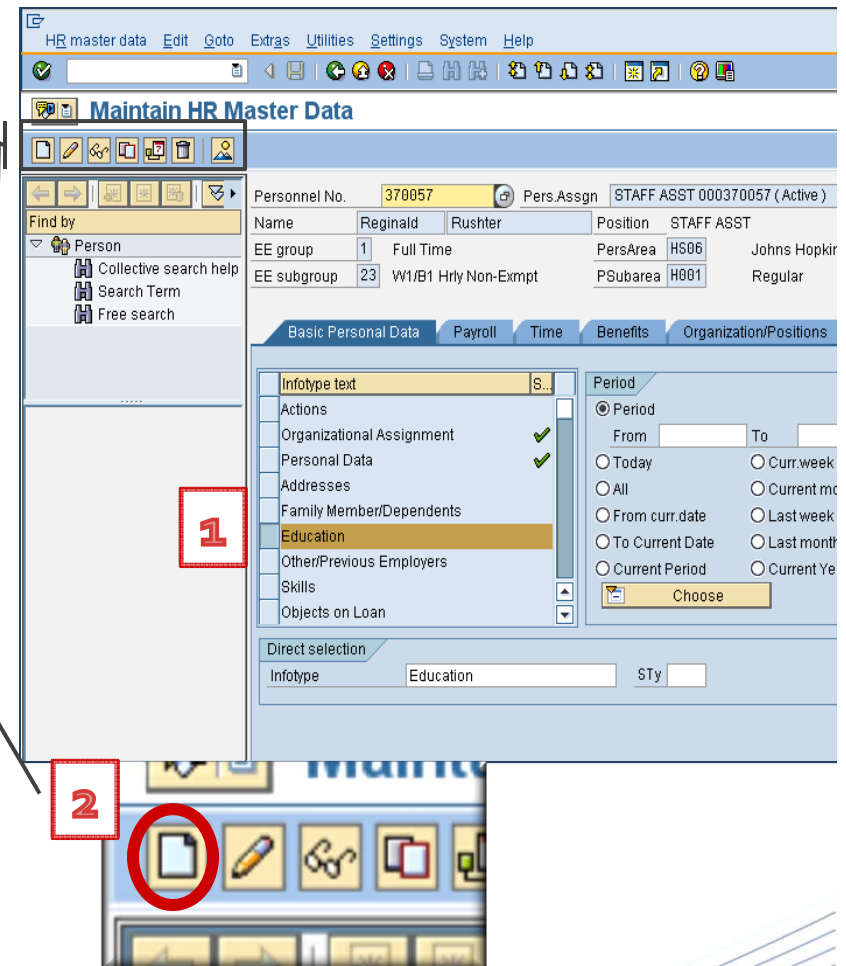 HR master data Edit Goto Extras Utilities Settings System Help
Maintain HR Master Data
Find by
Person
Collective search help
Search Term
Free search
Personnel No. 370057 Pers.Assgn STAFF ASST 000370057 ( Active )
Name Reginald Rushter Position STAFF ASST
EE group 1 Full Time PersArea HS06 Johns Hopkin
EE subgroup 23 W1/B1 Hrly Non-Exmpt PSubarea H001 Regular
Basic Personal Data Payroll Time Benefits Organization/Positions
Infotype text S..
Actions
Organizational Assignment
Personal Data
Addresses
Family Member/Dependents
Education
Other/Previous Employers
Skills
Objects on Loan
Period
Period
From To
Today Curr.week
All Current mo
From curr.date Last week
To Current Date Last month
Current Period Current Ye
Choose
Direct selection
Infotype Education STy
1
2